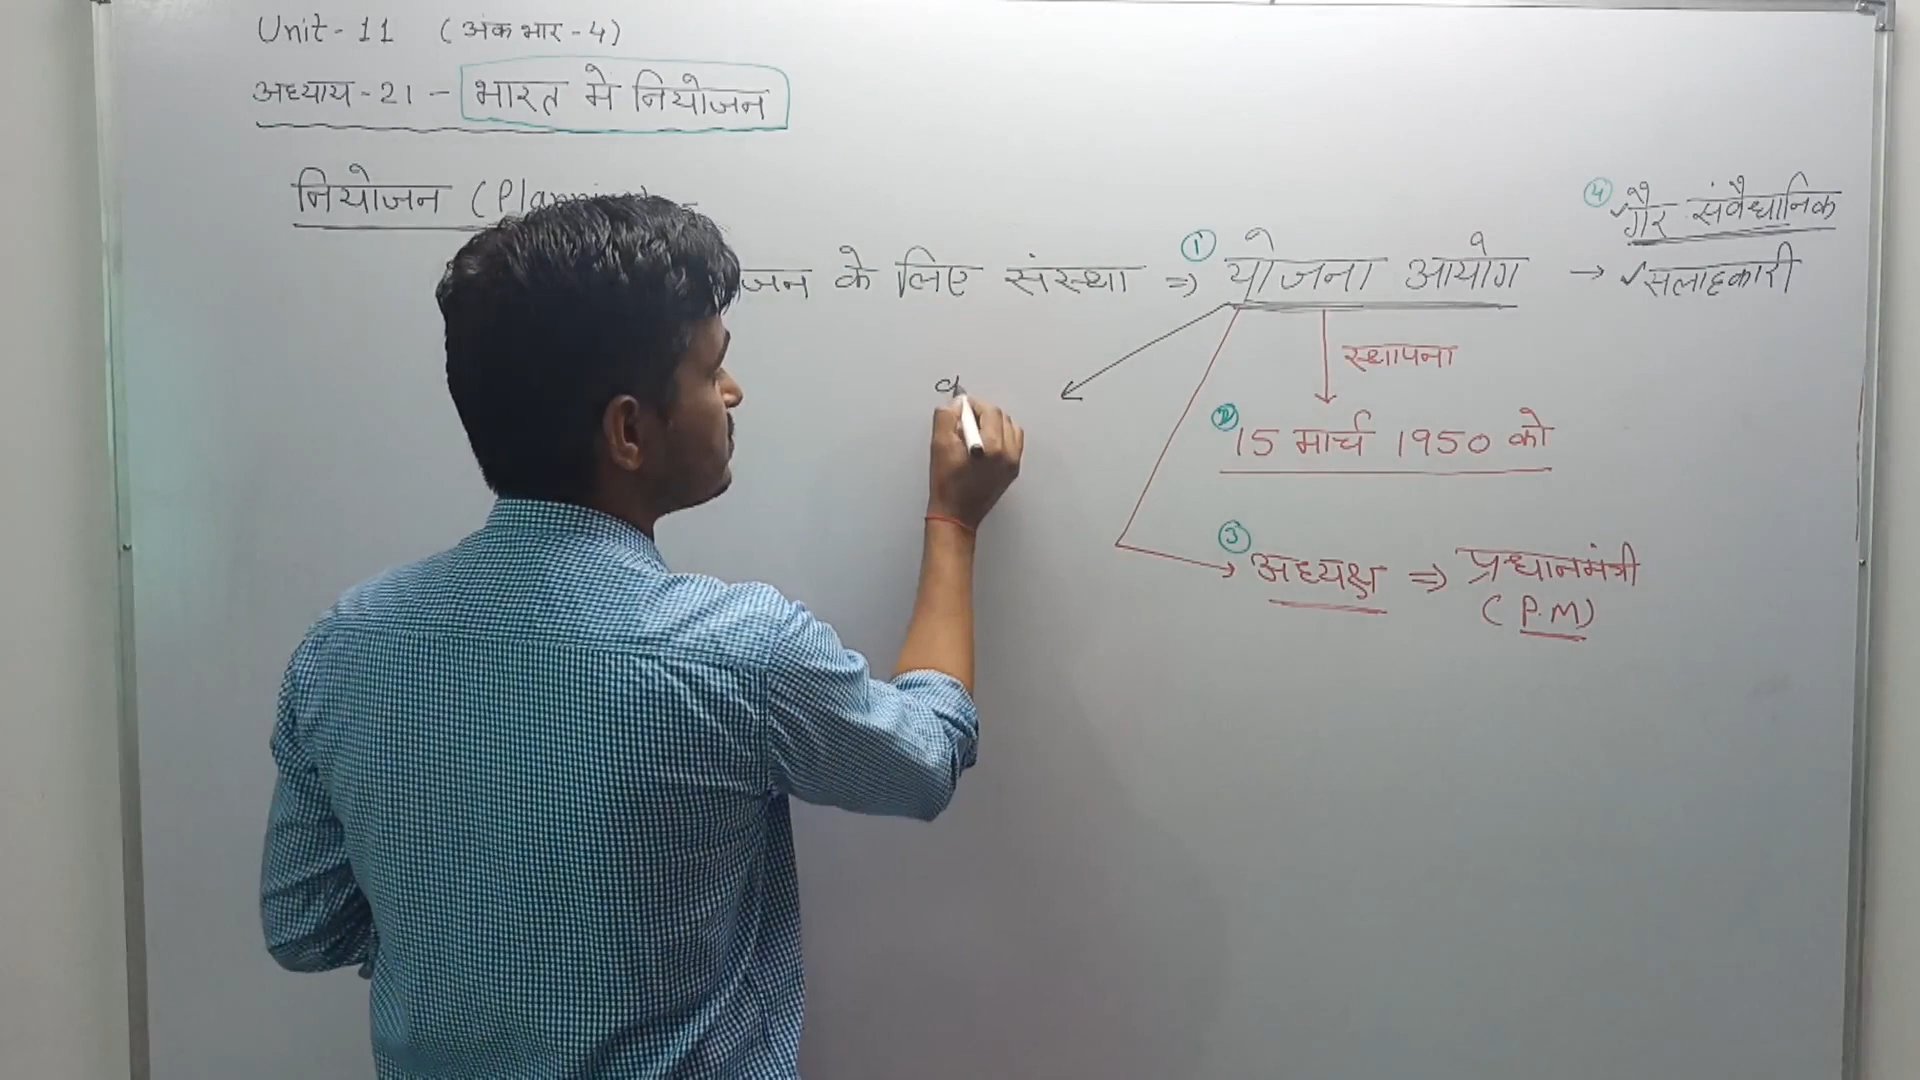 Unit - 11 (अंक भार - 4)
अध्याय - 21 - भारत मे नियोजन
नियोजन (Planning) -
जन के लिए संस्था ⇒ ① योजना आयोग → ④ ✓गैर संवैधानिक
✓सलाहकारी
स्थापना
② 15 मार्च 1950 को
③ अध्यक्ष ⇒ प्रधानमंत्री
(P.M)